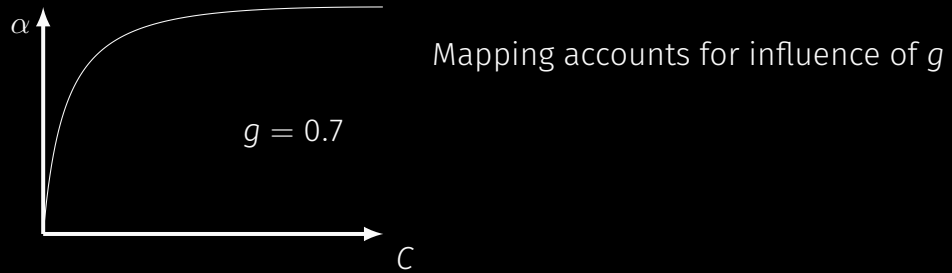 α
Mapping accounts for influence of g
g = 0.7
C